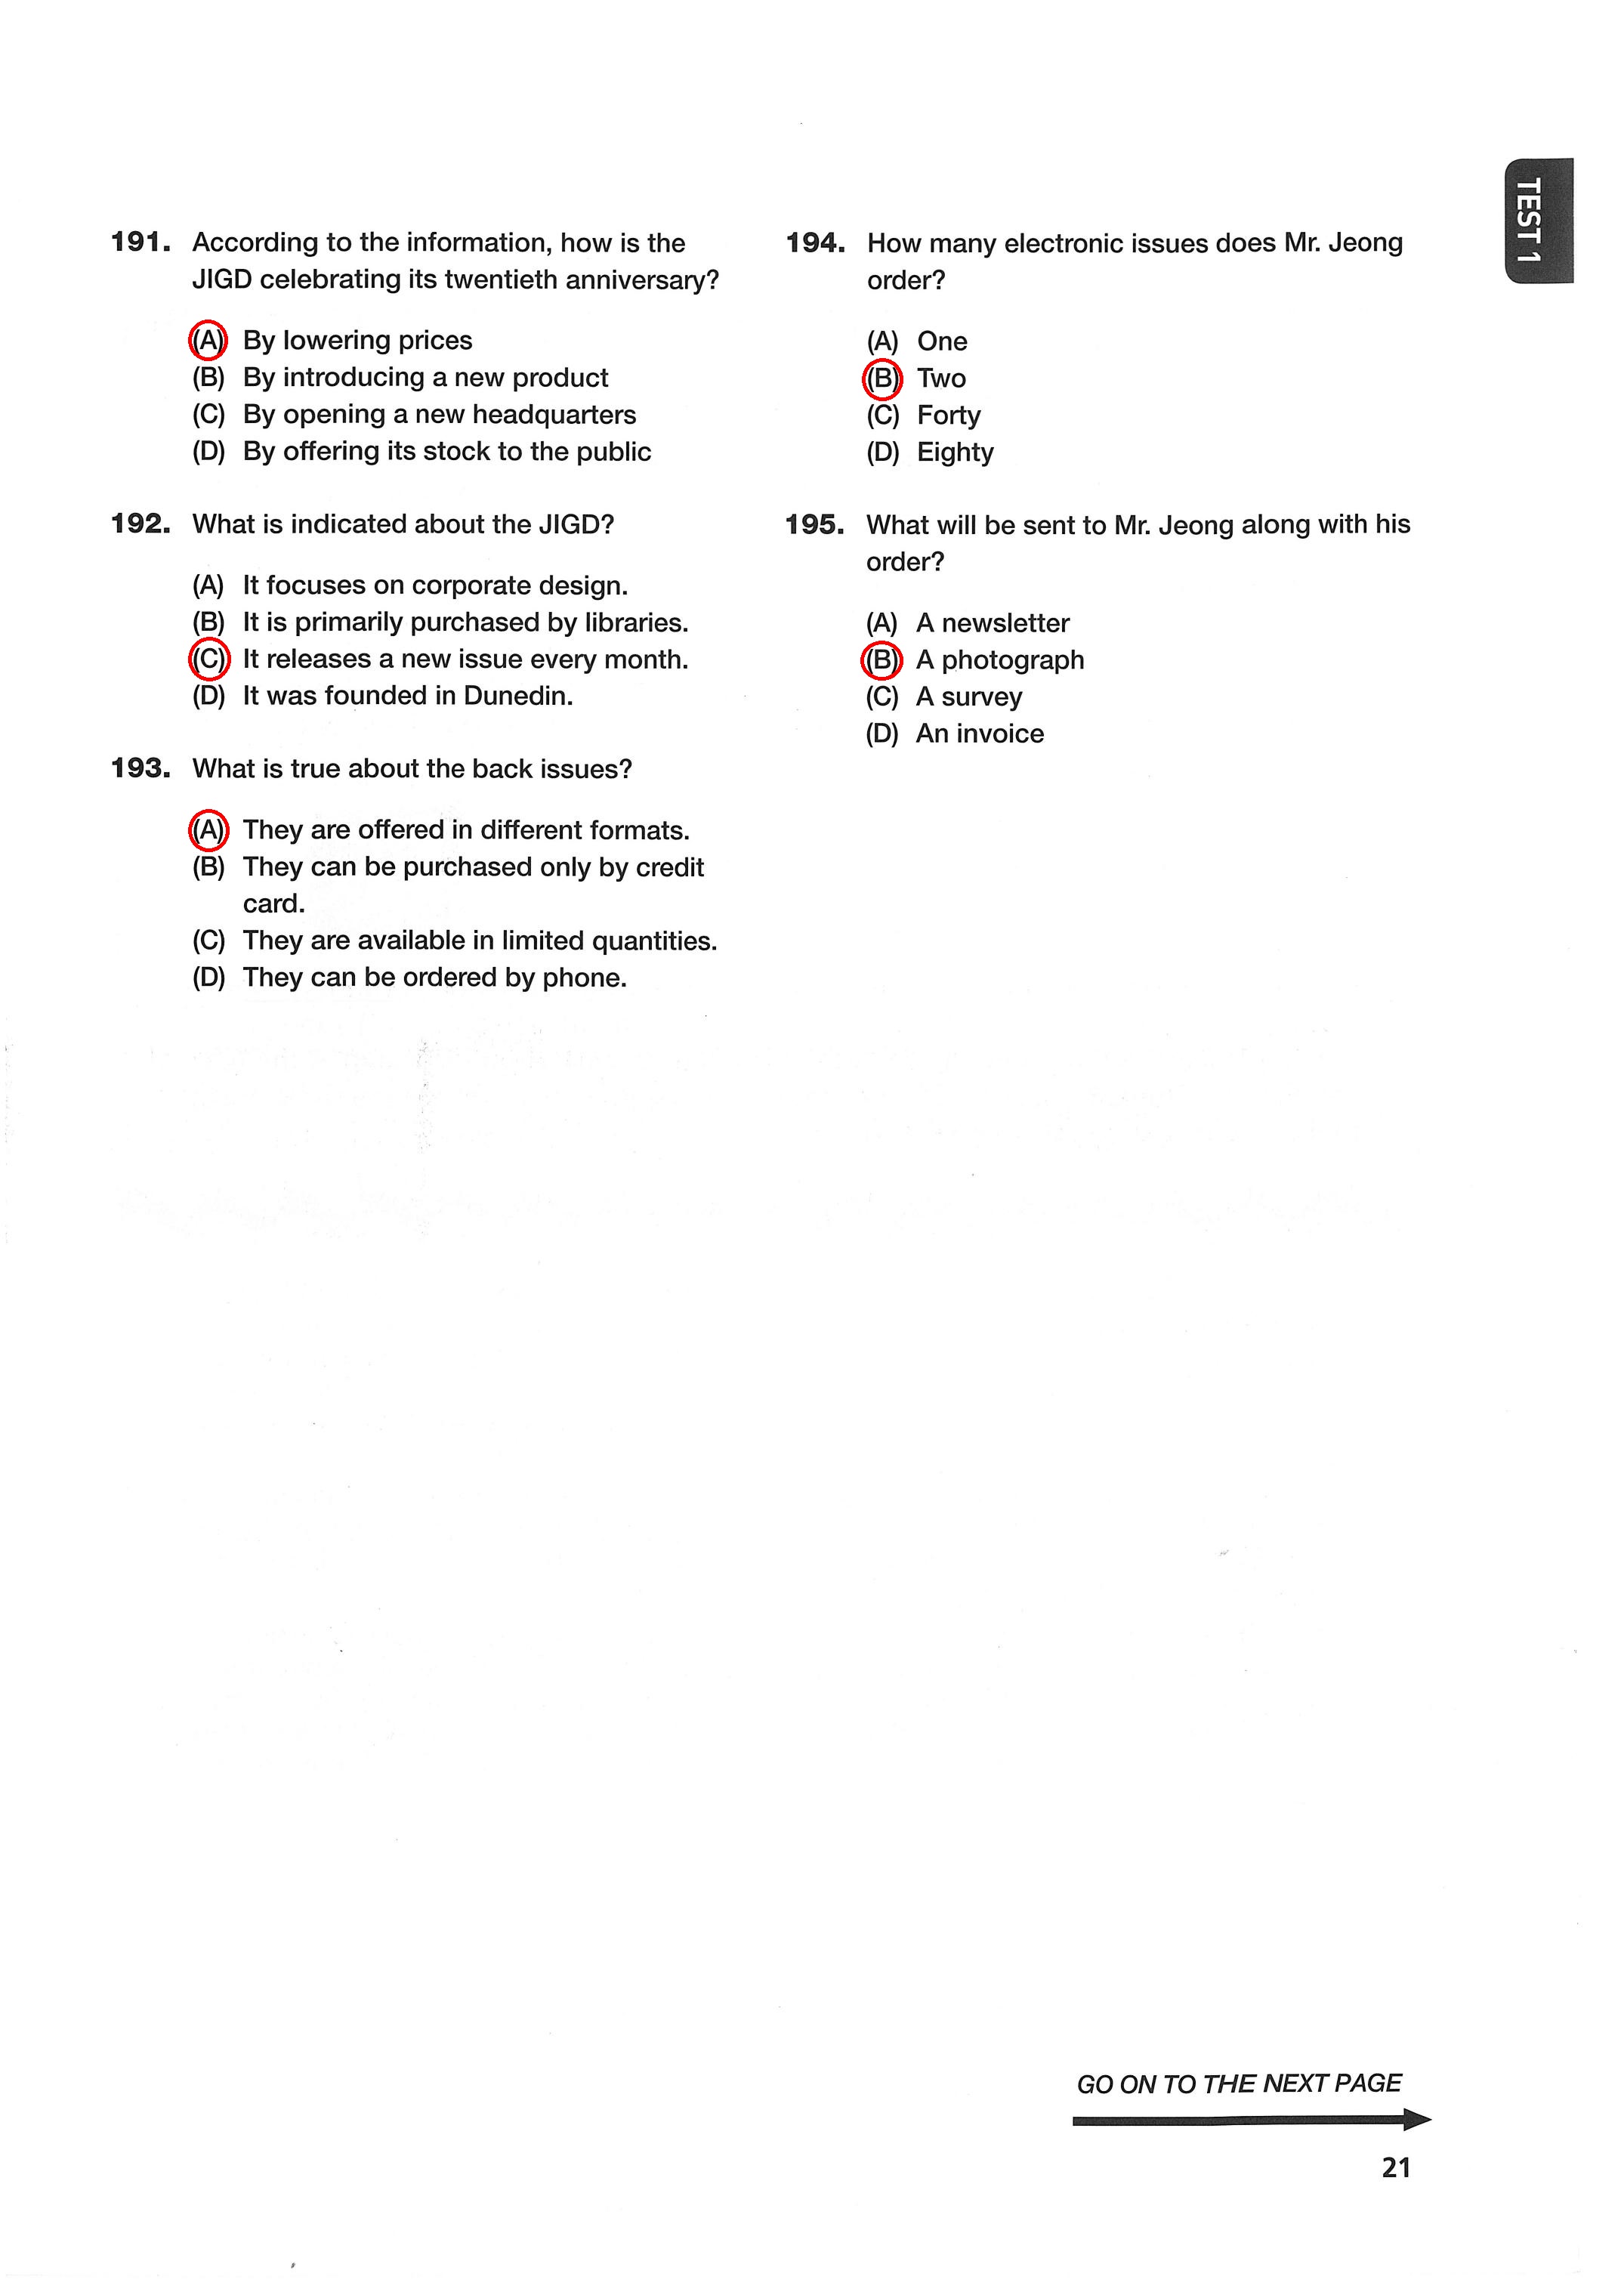 TEST 1
191. According to the information, how is the
JIGD celebrating its twentieth anniversary?
(A) By lowering prices
(B) By introducing a new product
(C) By opening a new headquarters
(D) By offering its stock to the public
192. What is indicated about the JIGD?
(A) It focuses on corporate design.
(B) It is primarily purchased by libraries.
(C) It releases a new issue every month.
(D) It was founded in Dunedin.
193. What is true about the back issues?
(A) They are offered in different formats.
(B) They can be purchased only by credit
card.
(C) They are available in limited quantities.
(D) They can be ordered by phone.
194. How many electronic issues does Mr. Jeong
order?
(A) One
(B) Two
(C) Forty
(D) Eighty
195. What will be sent to Mr. Jeong along with his
order?
(A) A newsletter
(B) A photograph
(C) A survey
(D) An invoice
GO ON TO THE NEXT PAGE
21